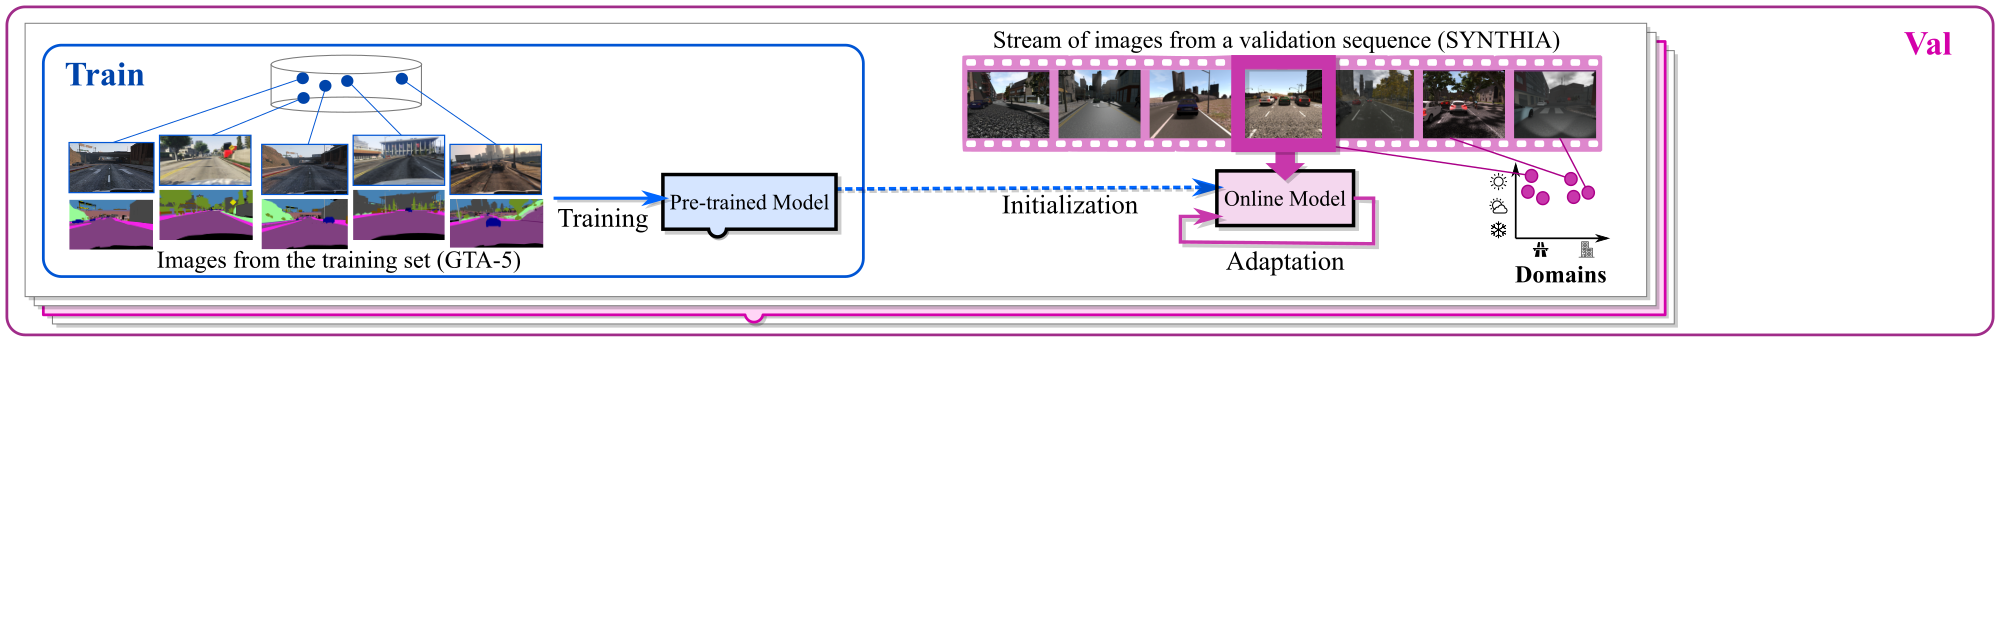 Train
Images from the training set (GTA-5)
Training
Pre-trained Model
Initialization
Stream of images from a validation sequence (SYNTHIA)
Online Model
Adaptation
Domains
Val